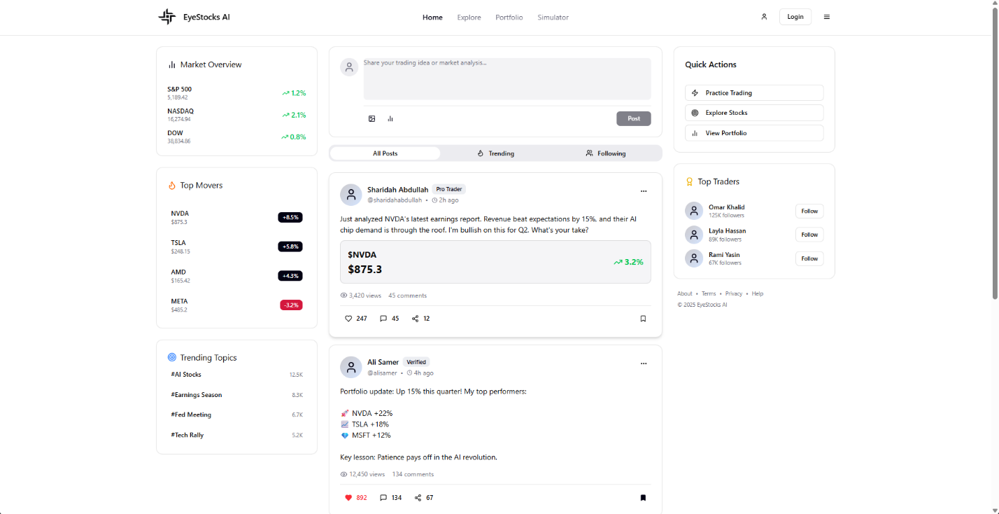 EyeStocks AI
Home Explore Portfolio Simulator
Login
Market Overview
S&P 500
5,189.42
1.2%
NASDAQ
16,274.94
2.1%
DOW
38,834.86
0.8%
Top Movers
NVDA
$875.3
+8.5%
TSLA
$248.15
+5.8%
AMD
$165.42
+4.3%
META
$485.2
-3.2%
Trending Topics
#AI Stocks 12.5K
#Earnings Season 8.3K
#Fed Meeting 6.7K
#Tech Rally 5.2K
Share your trading idea or market analysis...
Post
All Posts Trending Following
Sharidah Abdullah Pro Trader
@sharidahabdullah • 2h ago
Just analyzed NVDA's latest earnings report. Revenue beat expectations by 15%, and their AI
chip demand is through the roof. I'm bullish on this for Q2. What's your take?
$NVDA
$875.3
3.2%
3,420 views 45 comments
247 45 12
Ali Samer Verified
@alisamer • 4h ago
Portfolio update: Up 15% this quarter! My top performers:
🚀 NVDA +22%
📈 TSLA +18%
💎 MSFT +12%
Key lesson: Patience pays off in the AI revolution.
12,450 views 134 comments
892 134 67
Quick Actions
Practice Trading
Explore Stocks
View Portfolio
Top Traders
Omar Khalid
125K followers
Follow
Layla Hassan
89K followers
Follow
Rami Yasin
67K followers
Follow
About • Terms • Privacy • Help
© 2025 EyeStocks AI